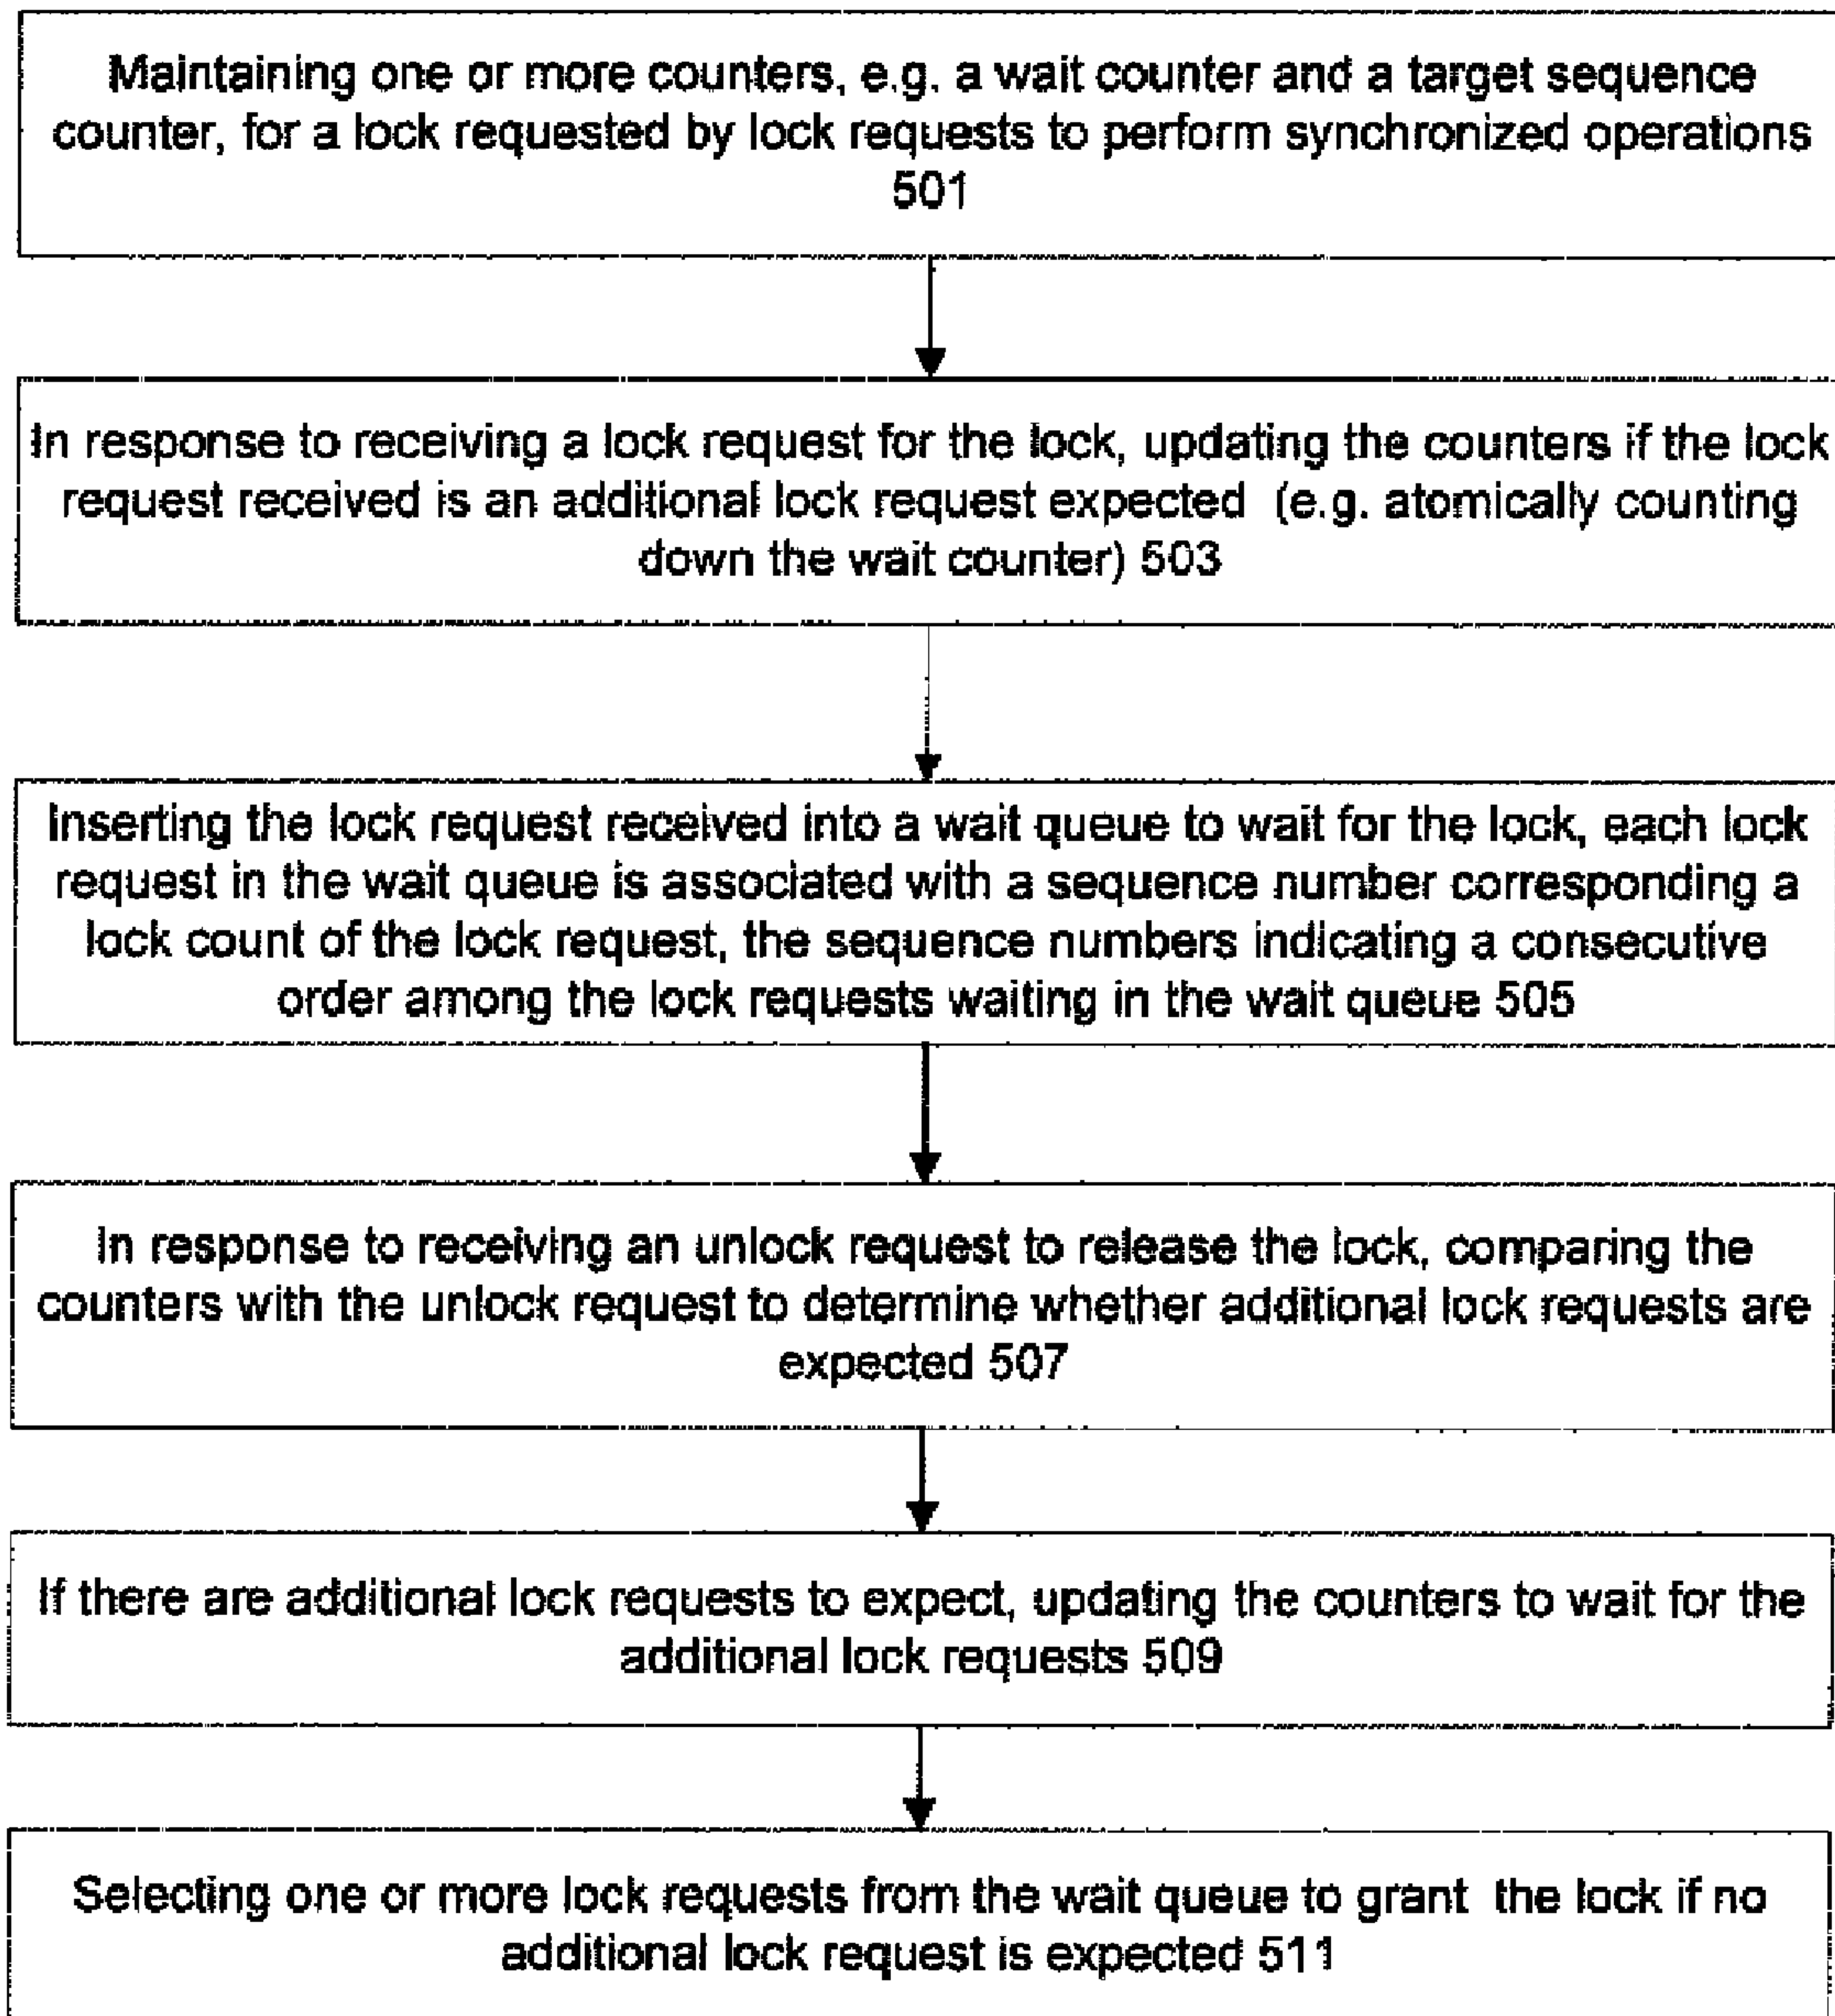 Maintaining one or more counters, e.g. a wait counter and a target sequence
counter, for a lock requested by lock requests to perform synchronized operations
501
In response to receiving a lock request for the lock, updating the counters if the lock
request received is an additional lock request expected (e.g. atomically counting
down the wait counter) 503
Inserting the lock request received into a wait queue to wait for the lock, each lock
request in the wait queue is associated with a sequence number corresponding a
lock count of the lock request, the sequence numbers indicating a consecutive
order among the lock requests waiting in the wait queue 505
In response to receiving an unlock request to release the lock, comparing the
counters with the unlock request to determine whether additional lock requests are
expected 507
If there are additional lock requests to expect, updating the counters to wait for the
additional lock requests 509
Selecting one or more lock requests from the wait queue to grant the lock if no
additional lock request is expected 511